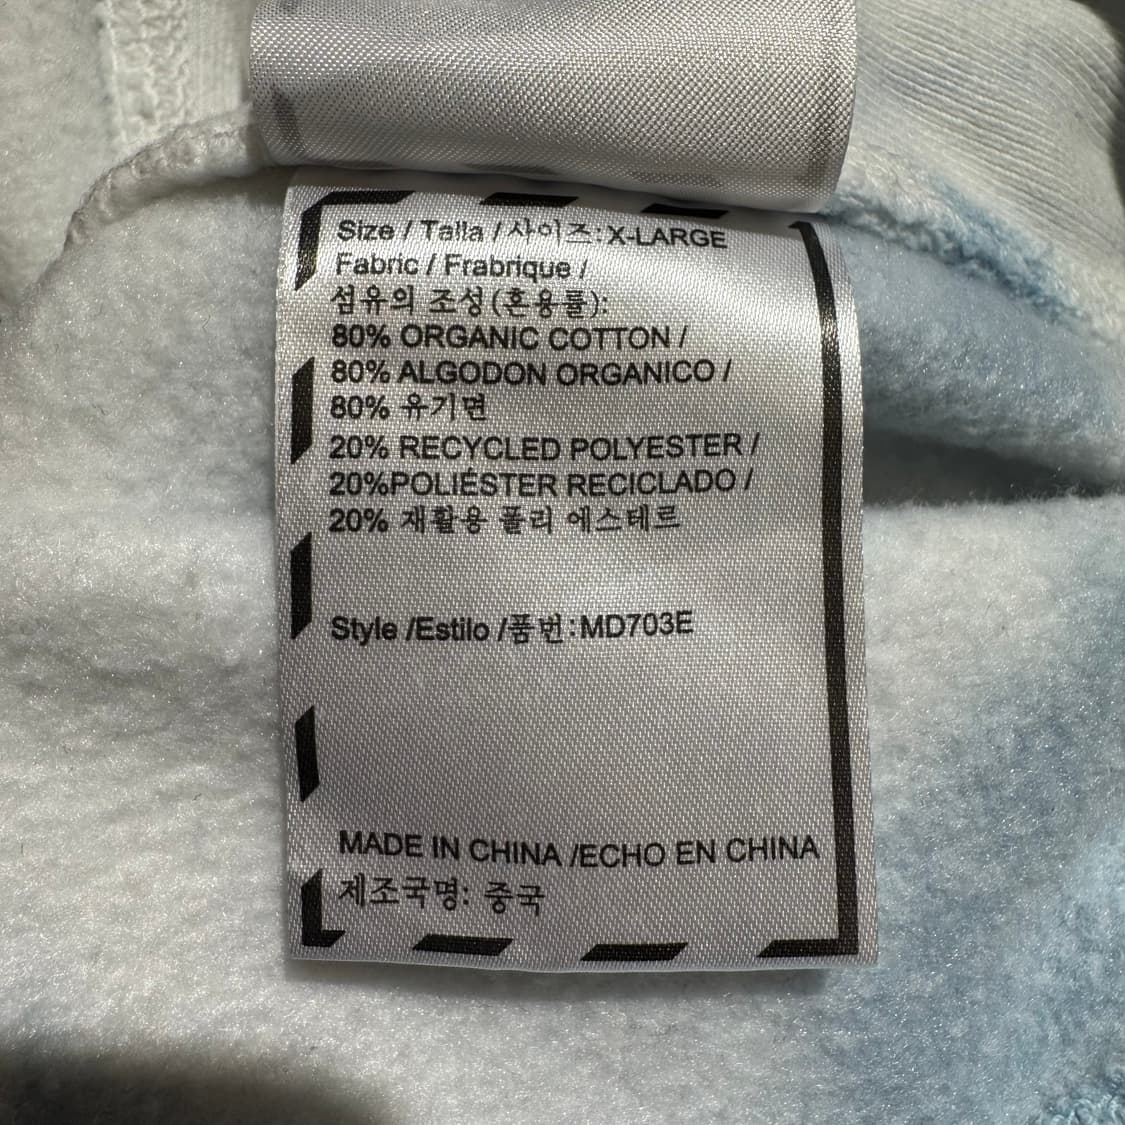 Size / Talla / 사이즈: X-LARGE
Fabric / Frabrique /
섬유의 조성(혼용률):
80% ORGANIC COTTON /
80% ALGODON ORGANICO /
80% 유기면
20% RECYCLED POLYESTER /
20%POLIÉSTER RECICLADO /
20% 재활용 폴리 에스테르
Style /Estilo /품번:MD703E
MADE IN CHINA /ECHO EN CHINA
제조국명: 중국